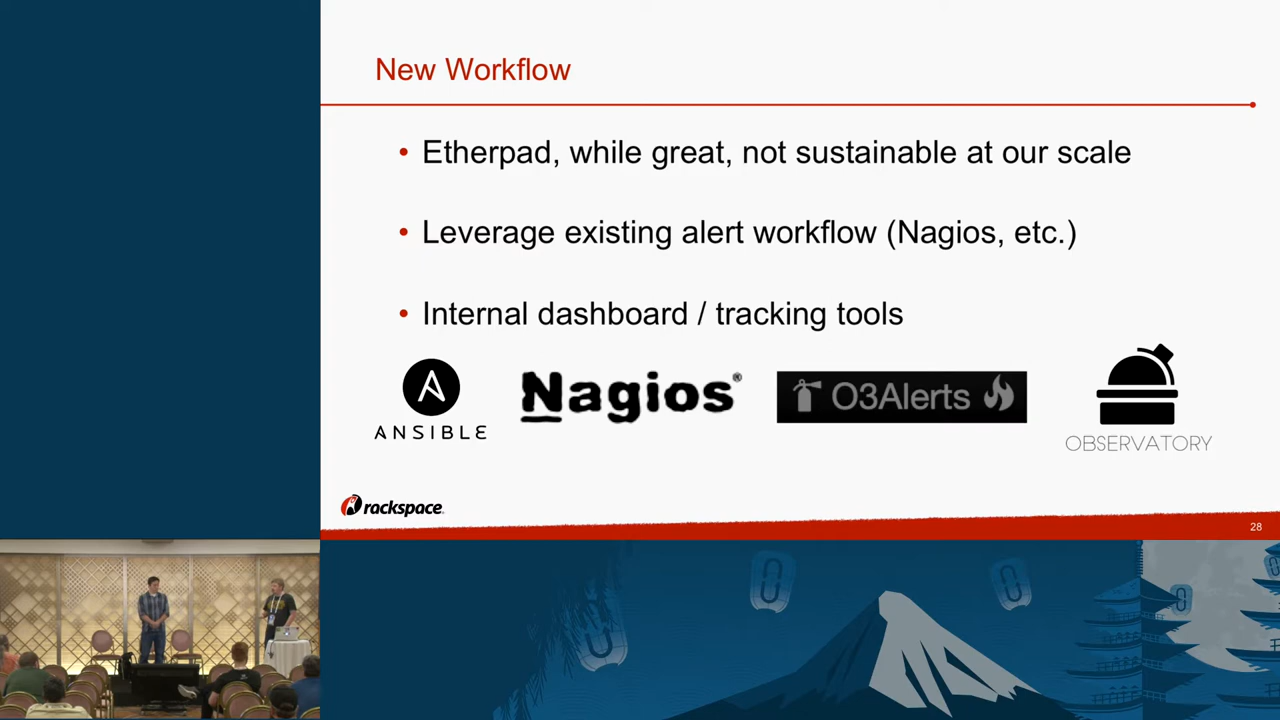 New Workflow
• Etherpad, while great, not sustainable at our scale
• Leverage existing alert workflow (Nagios, etc.)
• Internal dashboard / tracking tools
ANSIBLE
Nagios®
O3Alerts
OBSERVATORY
rackspace
28